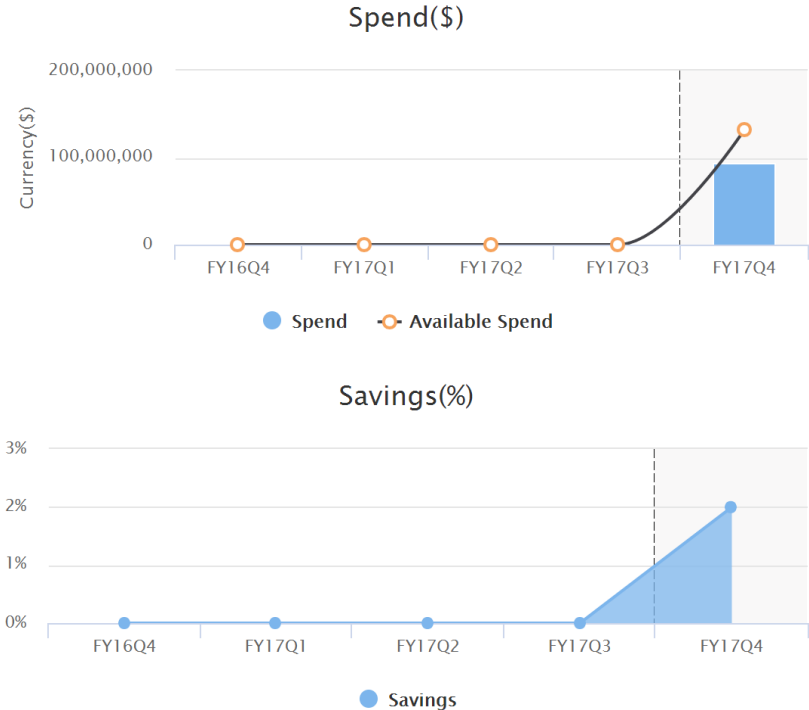 Spend($)
200,000,000
100,000,000
0
Currency($)
FY16Q4 FY17Q1 FY17Q2 FY17Q3 FY17Q4
Spend Available Spend
Savings(%)
3%
2%
1%
0%
FY16Q4 FY17Q1 FY17Q2 FY17Q3 FY17Q4
Savings